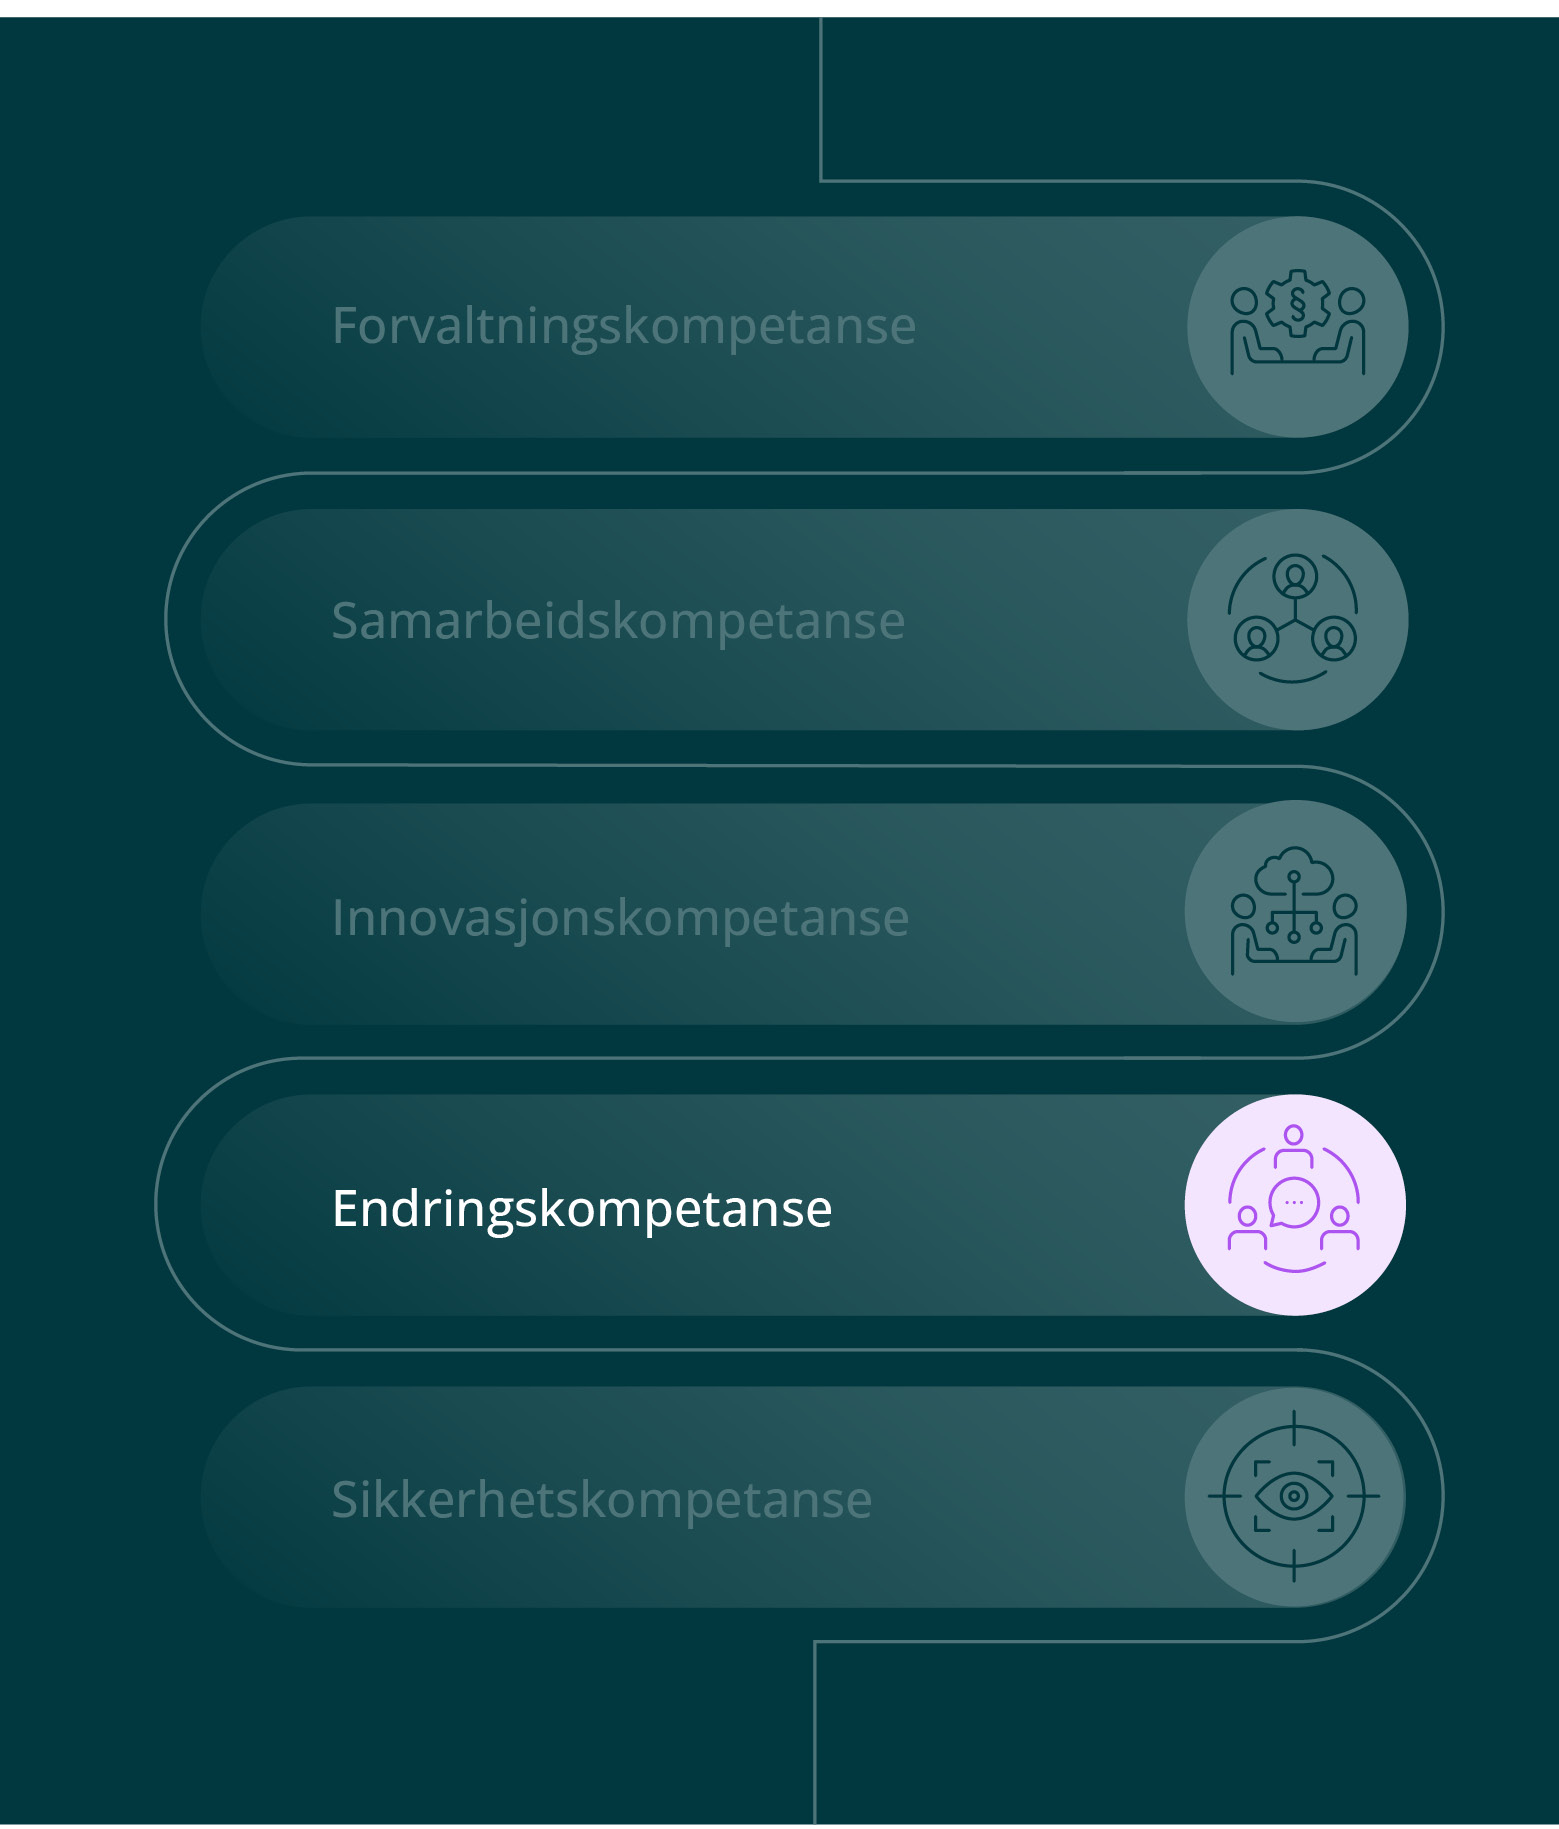 Forvaltningskompetanse
§
Samarbeidskompetanse
Innovasjonskompetanse
Endringskompetanse
Sikkerhetskompetanse